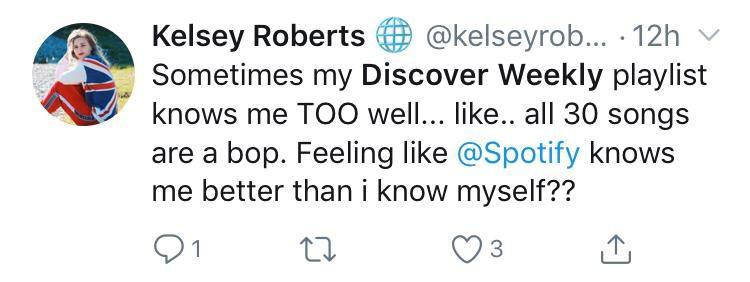 Kelsey Roberts 🌐 @kelseyrob... · 12h
Sometimes my Discover Weekly playlist
knows me TOO well... like.. all 30 songs
are a bop. Feeling like @Spotify knows
me better than i know myself??
1 3